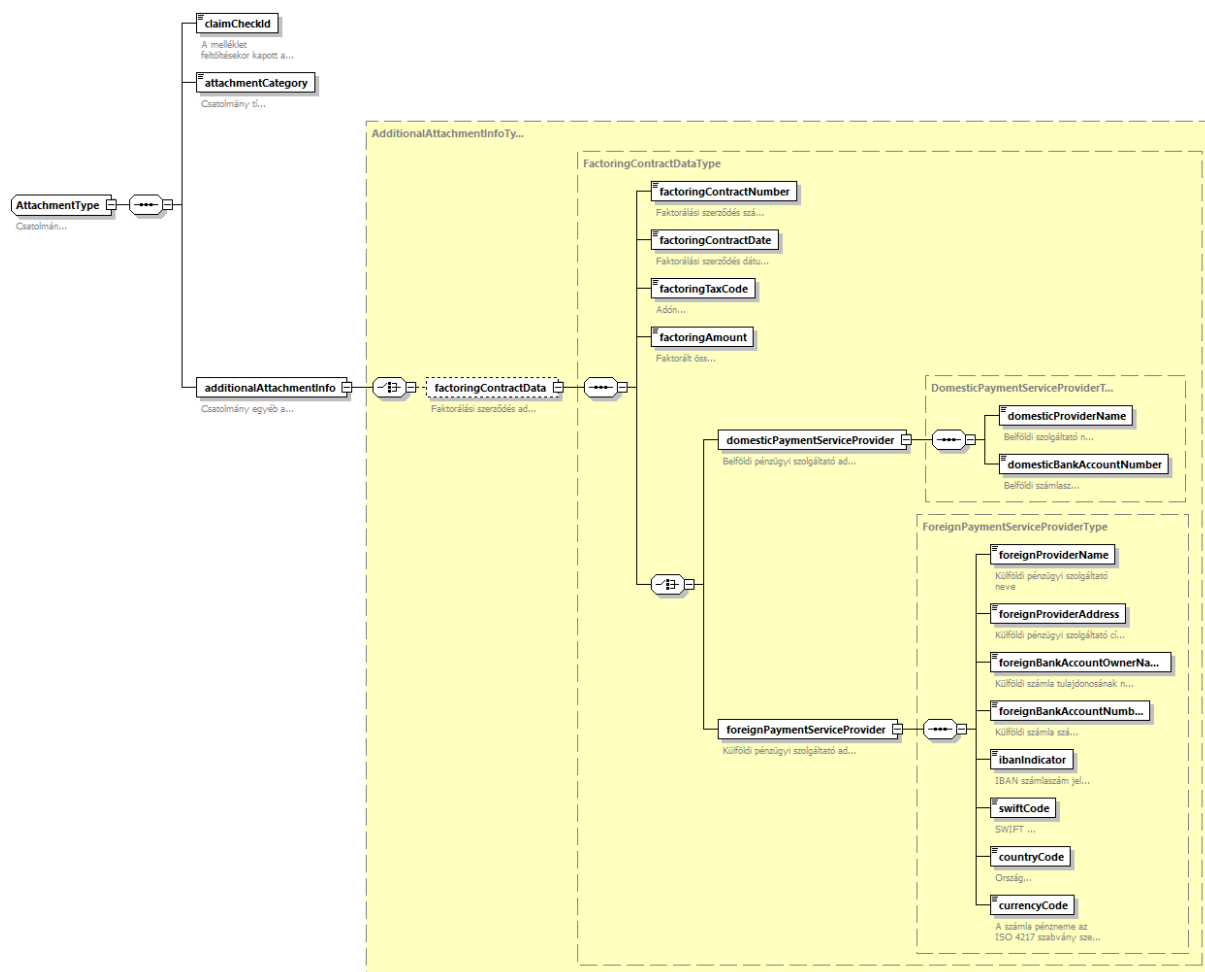 claimCheckId
A melléklet
feltöltésekor kapott a...
attachmentCategory
Csatolmány tí...
AdditionalAttachmentInfoTy...
FactoringContractDataType
factoringContractNumber
Faktorálási szerződés szá...
AttachmentType
Csatolmán...
factoringContractDate
Faktorálási szerződés dátu...
factoringTaxCode
Adón...
factoringAmount
Faktorált öss...
additionalAttachmentInfo
Csatolmány egyéb a...
factoringContractData
Faktorálási szerződés ad...
DomesticPaymentServiceProviderT...
domesticProviderName
Belföldi szolgáltató n...
domesticPaymentServiceProvider
Belföldi pénzügyi szolgáltató ad...
domesticBankAccountNumber
Belföldi számlasz...
ForeignPaymentServiceProviderType
foreignProviderName
Külföldi pénzügyi szolgáltató
neve
foreignProviderAddress
Külföldi pénzügyi szolgáltató cí...
foreignBankAccountOwnerNa...
Külföldi számla tulajdonosának n...
foreignBankAccountNumb...
Külföldi számla szá...
foreignPaymentServiceProvider
Külföldi pénzügyi szolgáltató ad...
ibanIndicator
IBAN számlaszám jel...
swiftCode
SWIFT ...
countryCode
Ország...
currencyCode
A számla pénzneme az
ISO 4217 szabvány sze...